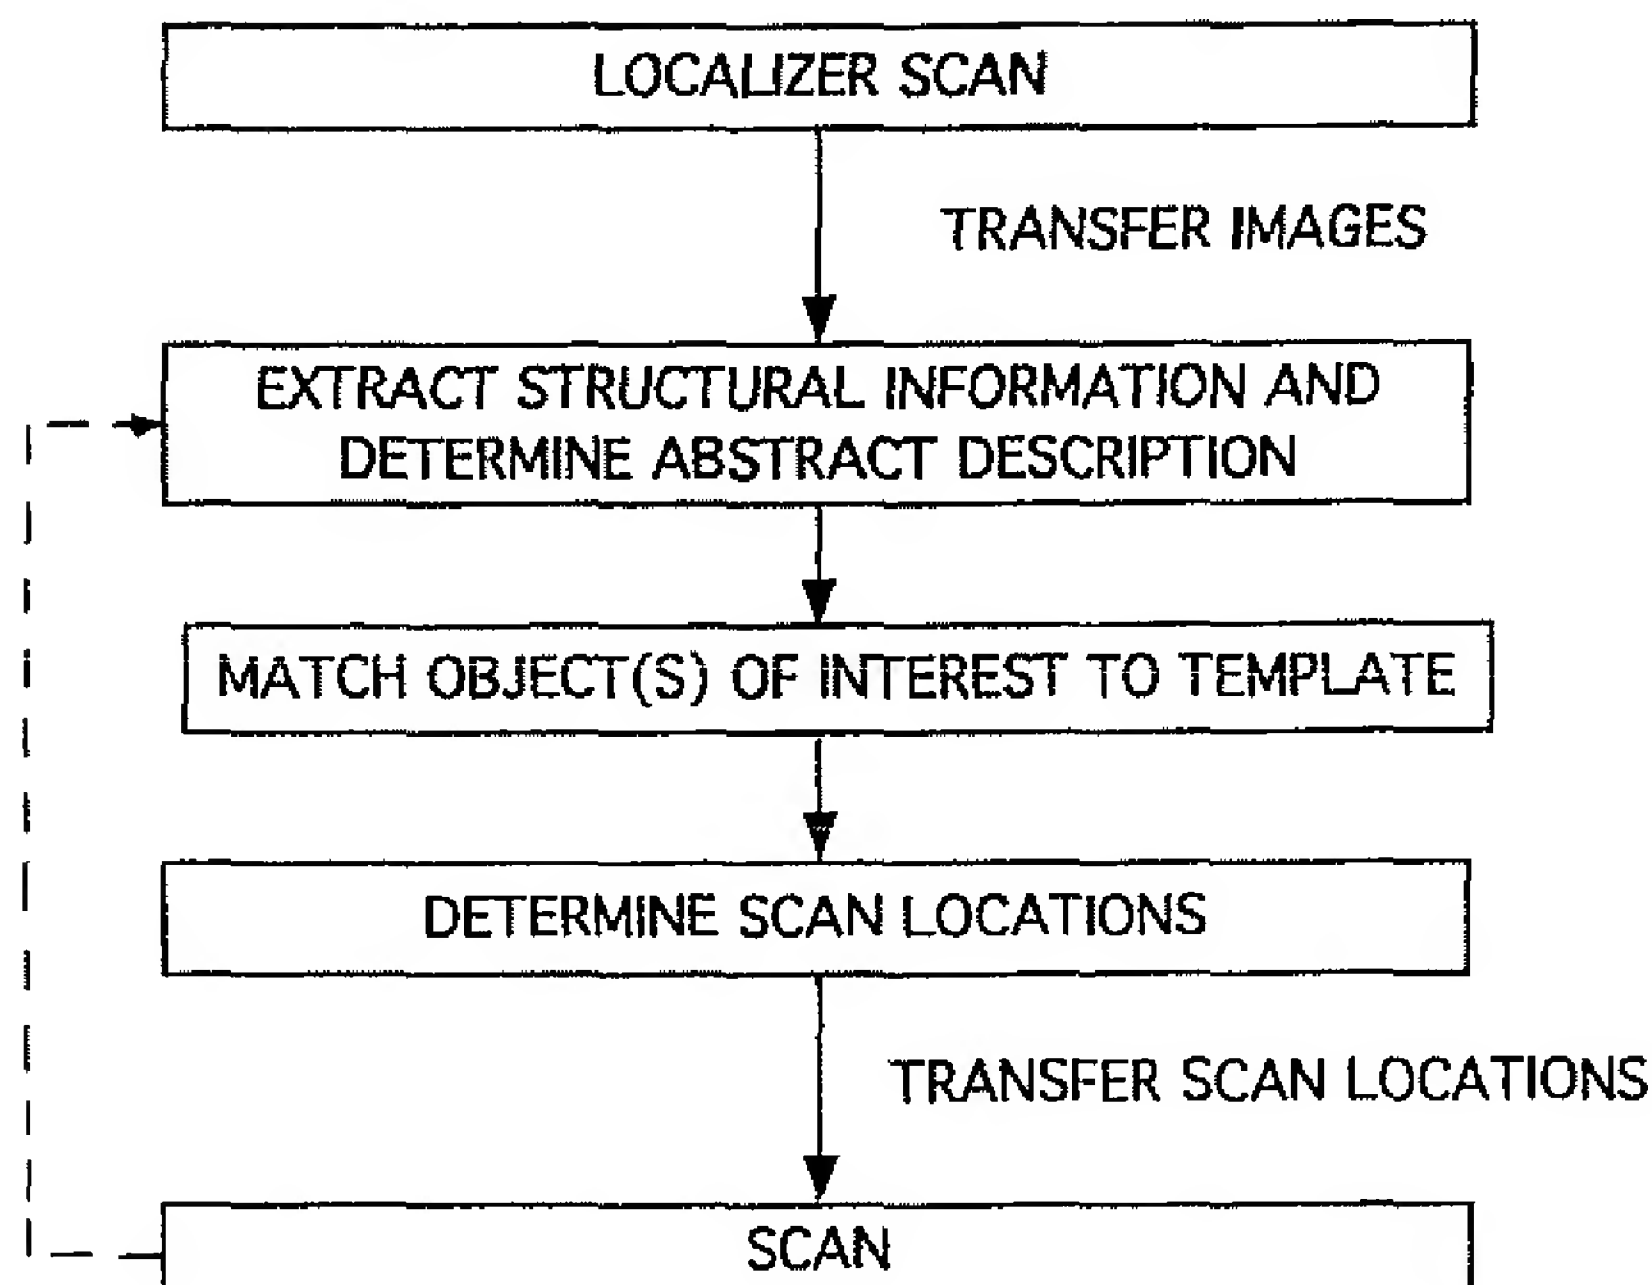 LOCALIZER SCAN
TRANSFER IMAGES
EXTRACT STRUCTURAL INFORMATION AND
DETERMINE ABSTRACT DESCRIPTION
MATCH OBJECT(S) OF INTEREST TO TEMPLATE
DETERMINE SCAN LOCATIONS
TRANSFER SCAN LOCATIONS
SCAN